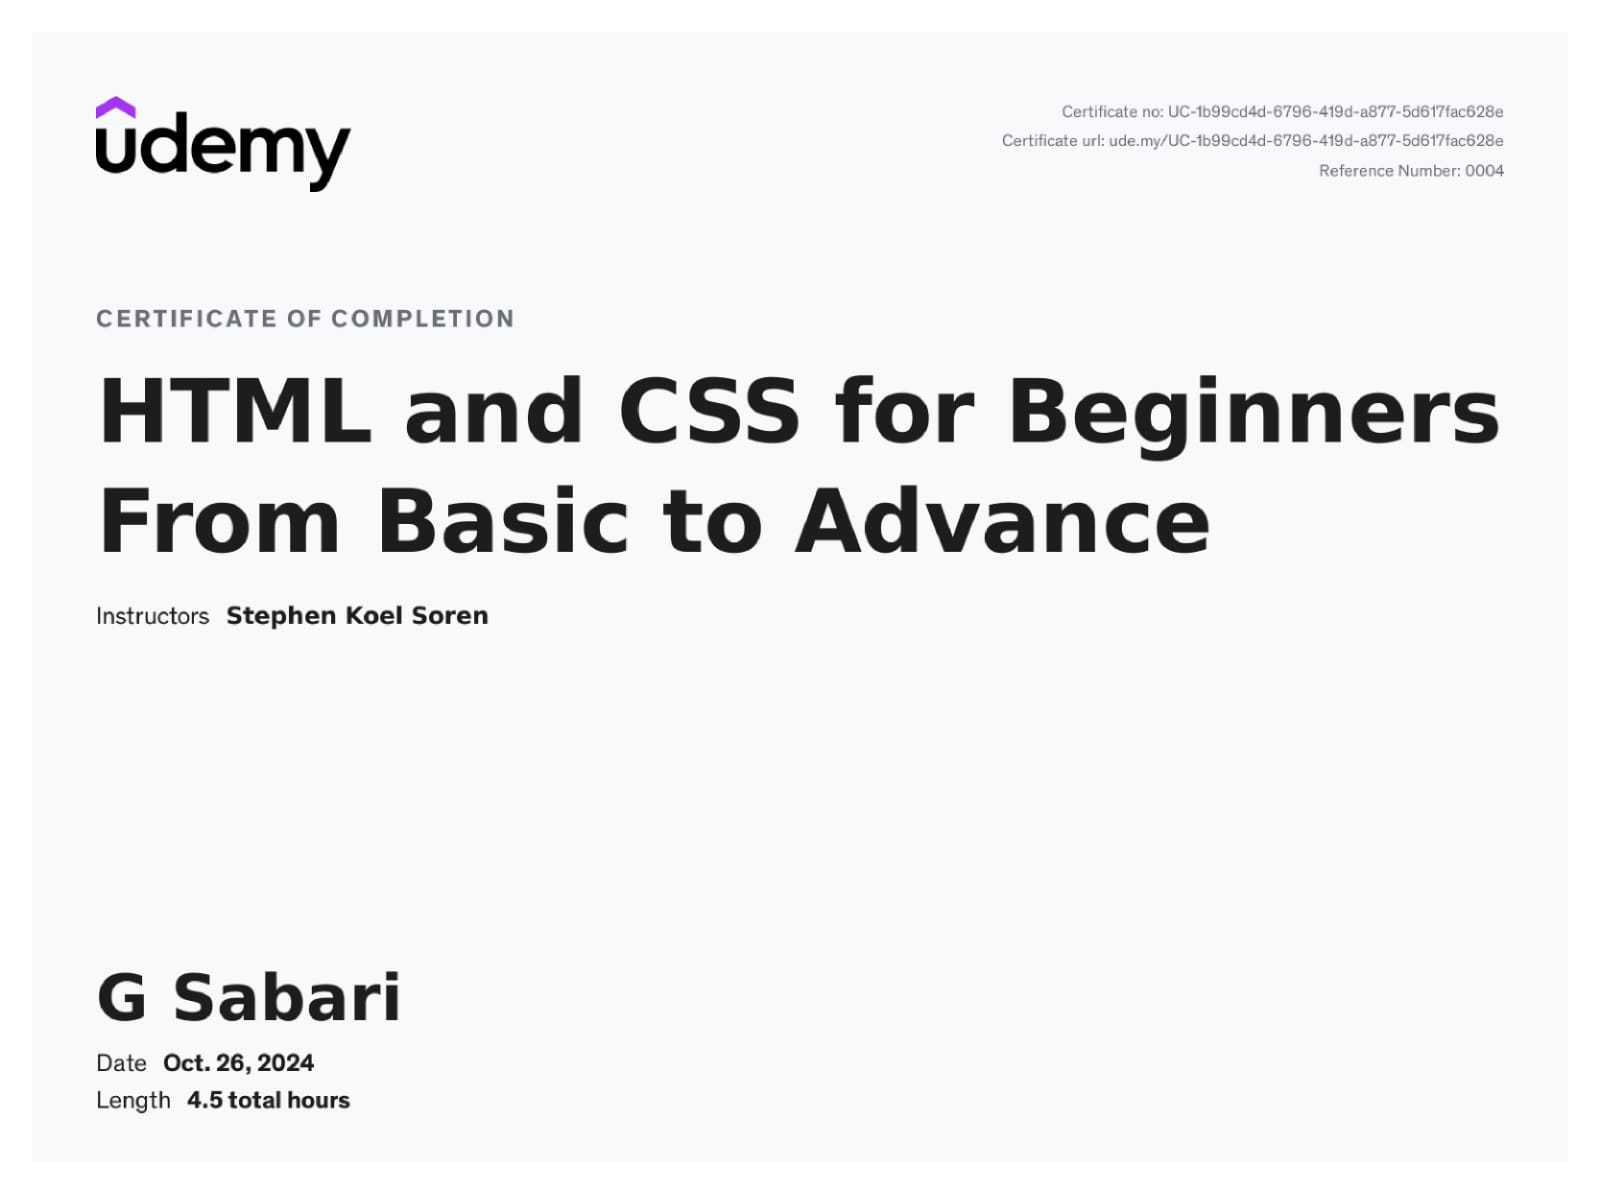 udemy
Certificate no: UC-1b99cd4d-6796-419d-a877-5d617fac628e
Certificate url: ude.my/UC-1b99cd4d-6796-419d-a877-5d617fac628e
Reference Number: 0004
CERTIFICATE OF COMPLETION
HTML and CSS for Beginners
From Basic to Advance
Instructors Stephen Koel Soren
G Sabari
Date Oct. 26, 2024
Length 4.5 total hours